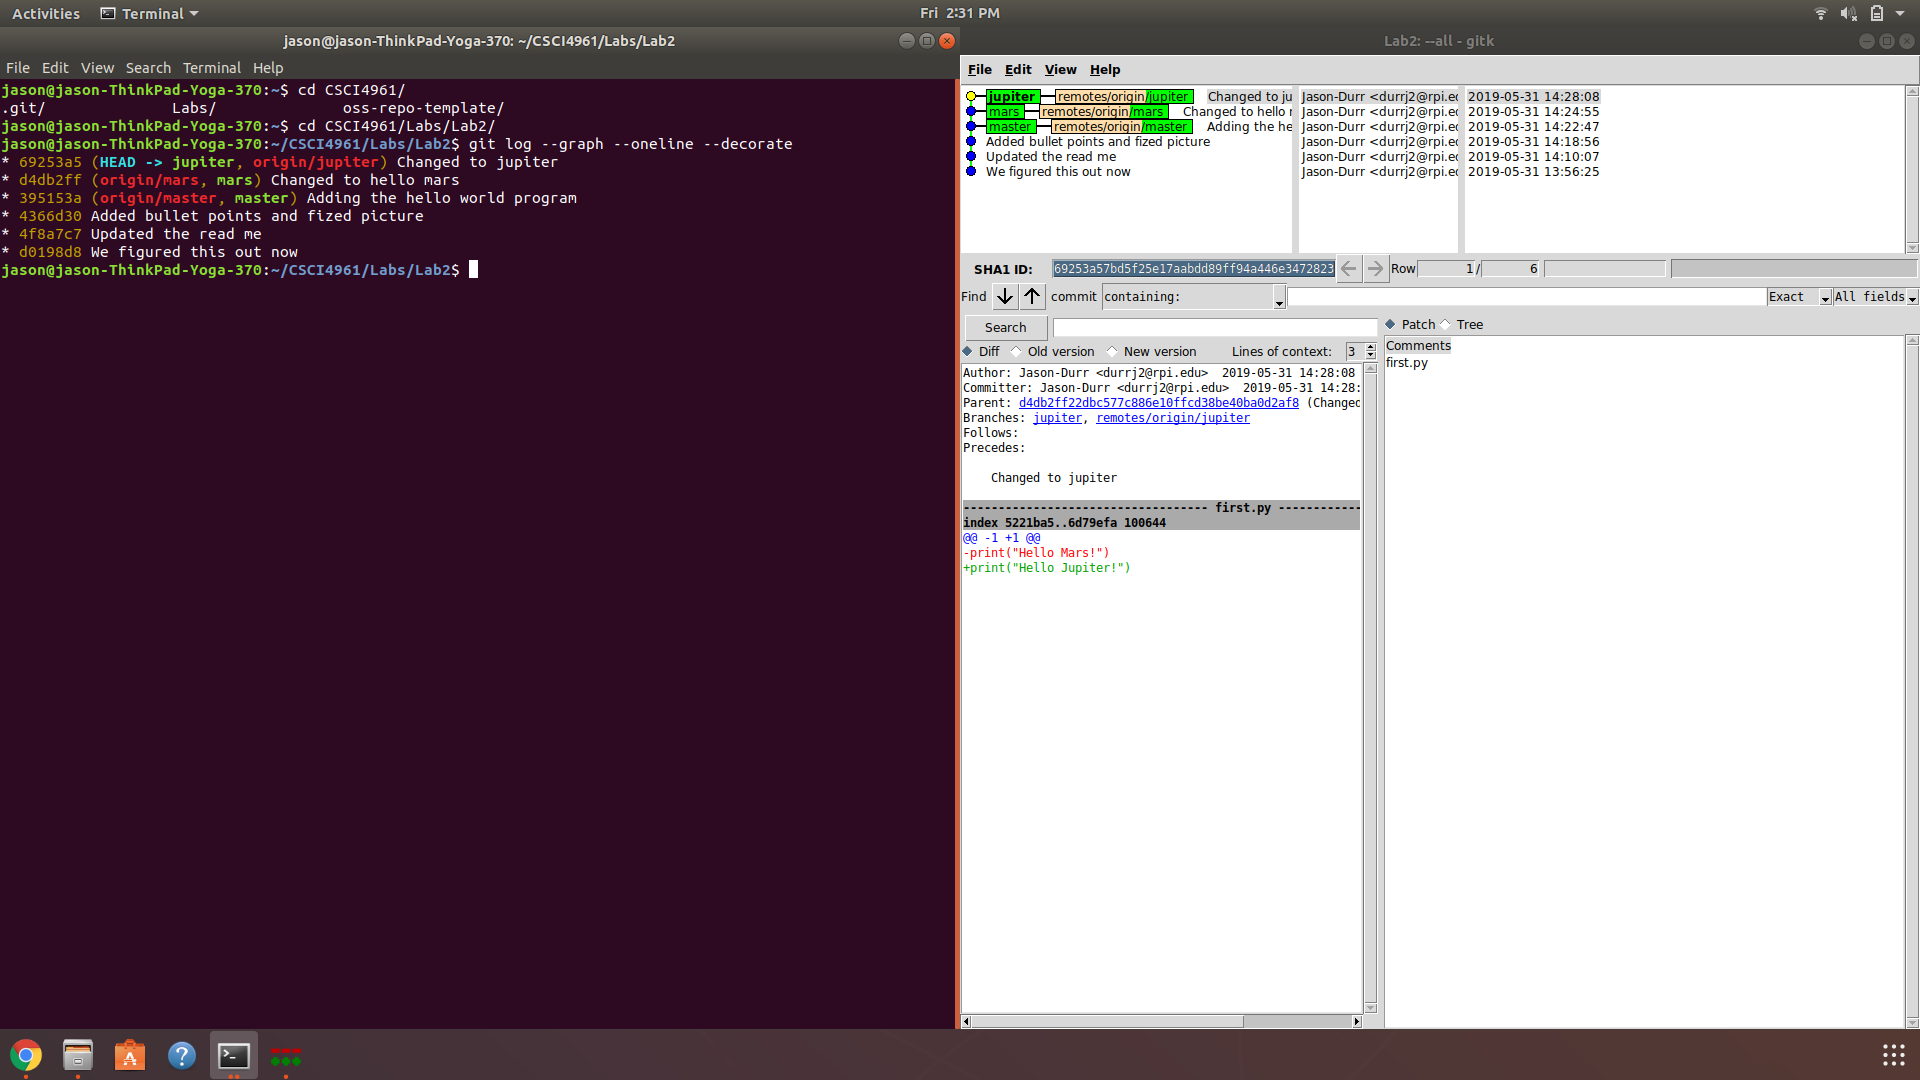 Activities Terminal Fri 2:31 PM
jason@jason-ThinkPad-Yoga-370: ~/CSCI4961/Labs/Lab2
File Edit View Search Terminal Help
jason@jason-ThinkPad-Yoga-370:~$ cd CSCI4961/
.git/ Labs/ oss-repo-template/
jason@jason-ThinkPad-Yoga-370:~$ cd CSCI4961/Labs/Lab2/
jason@jason-ThinkPad-Yoga-370:~/CSCI4961/Labs/Lab2$ git log --graph --oneline --decorate
* 69253a5 (HEAD -> jupiter, origin/jupiter) Changed to jupiter
* d4db2ff (origin/mars, mars) Changed to hello mars
* 395153a (origin/master, master) Adding the hello world program
* 4366d30 Added bullet points and fized picture
* 4f8a7c7 Updated the read me
* d0198d8 We figured this out now
jason@jason-ThinkPad-Yoga-370:~/CSCI4961/Labs/Lab2$
Lab2: --all - gitk
File Edit View Help
jupiter remotes/origin/jupiter Changed to ju Jason-Durr <durrj2@rpi.ec 2019-05-31 14:28:08
mars remotes/origin/mars Changed to hello Jason-Durr <durrj2@rpi.ec 2019-05-31 14:24:55
master remotes/origin/master Adding the he Jason-Durr <durrj2@rpi.ec 2019-05-31 14:22:47
Added bullet points and fized picture Jason-Durr <durrj2@rpi.ec 2019-05-31 14:18:56
Updated the read me Jason-Durr <durrj2@rpi.ec 2019-05-31 14:10:07
We figured this out now Jason-Durr <durrj2@rpi.ec 2019-05-31 13:56:25
SHA1 ID: 69253a57bd5f25e17aabdd89ff94a446e3472823 Row 1 / 6
Find commit containing: Exact All fields
Search
Diff Old version New version Lines of context: 3
Author: Jason-Durr <durrj2@rpi.edu> 2019-05-31 14:28:08
Committer: Jason-Durr <durrj2@rpi.edu> 2019-05-31 14:28:
Parent: d4db2ff22dbc577c886e10ffcd38be40ba0d2af8 (Changed
Branches: jupiter, remotes/origin/jupiter
Follows:
Precedes:
Changed to jupiter
--------------------------------- first.py ------------
index 5221ba5..6d79efa 100644
@@ -1 +1 @@
-print("Hello Mars!")
+print("Hello Jupiter!")
Patch Tree
Comments
first.py